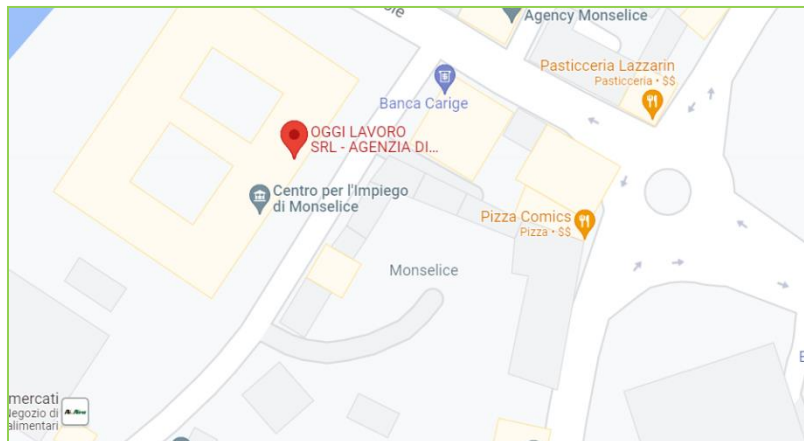 Agency Monselice
Pasticceria Lazzarin
Pasticceria • $$
Banca Carige
OGGI LAVORO
SRL - AGENZIA DI...
Centro per l'Impiego
di Monselice
Pizza Comics
Pizza • $$
Monselice
mercati
Negozio di
alimentari